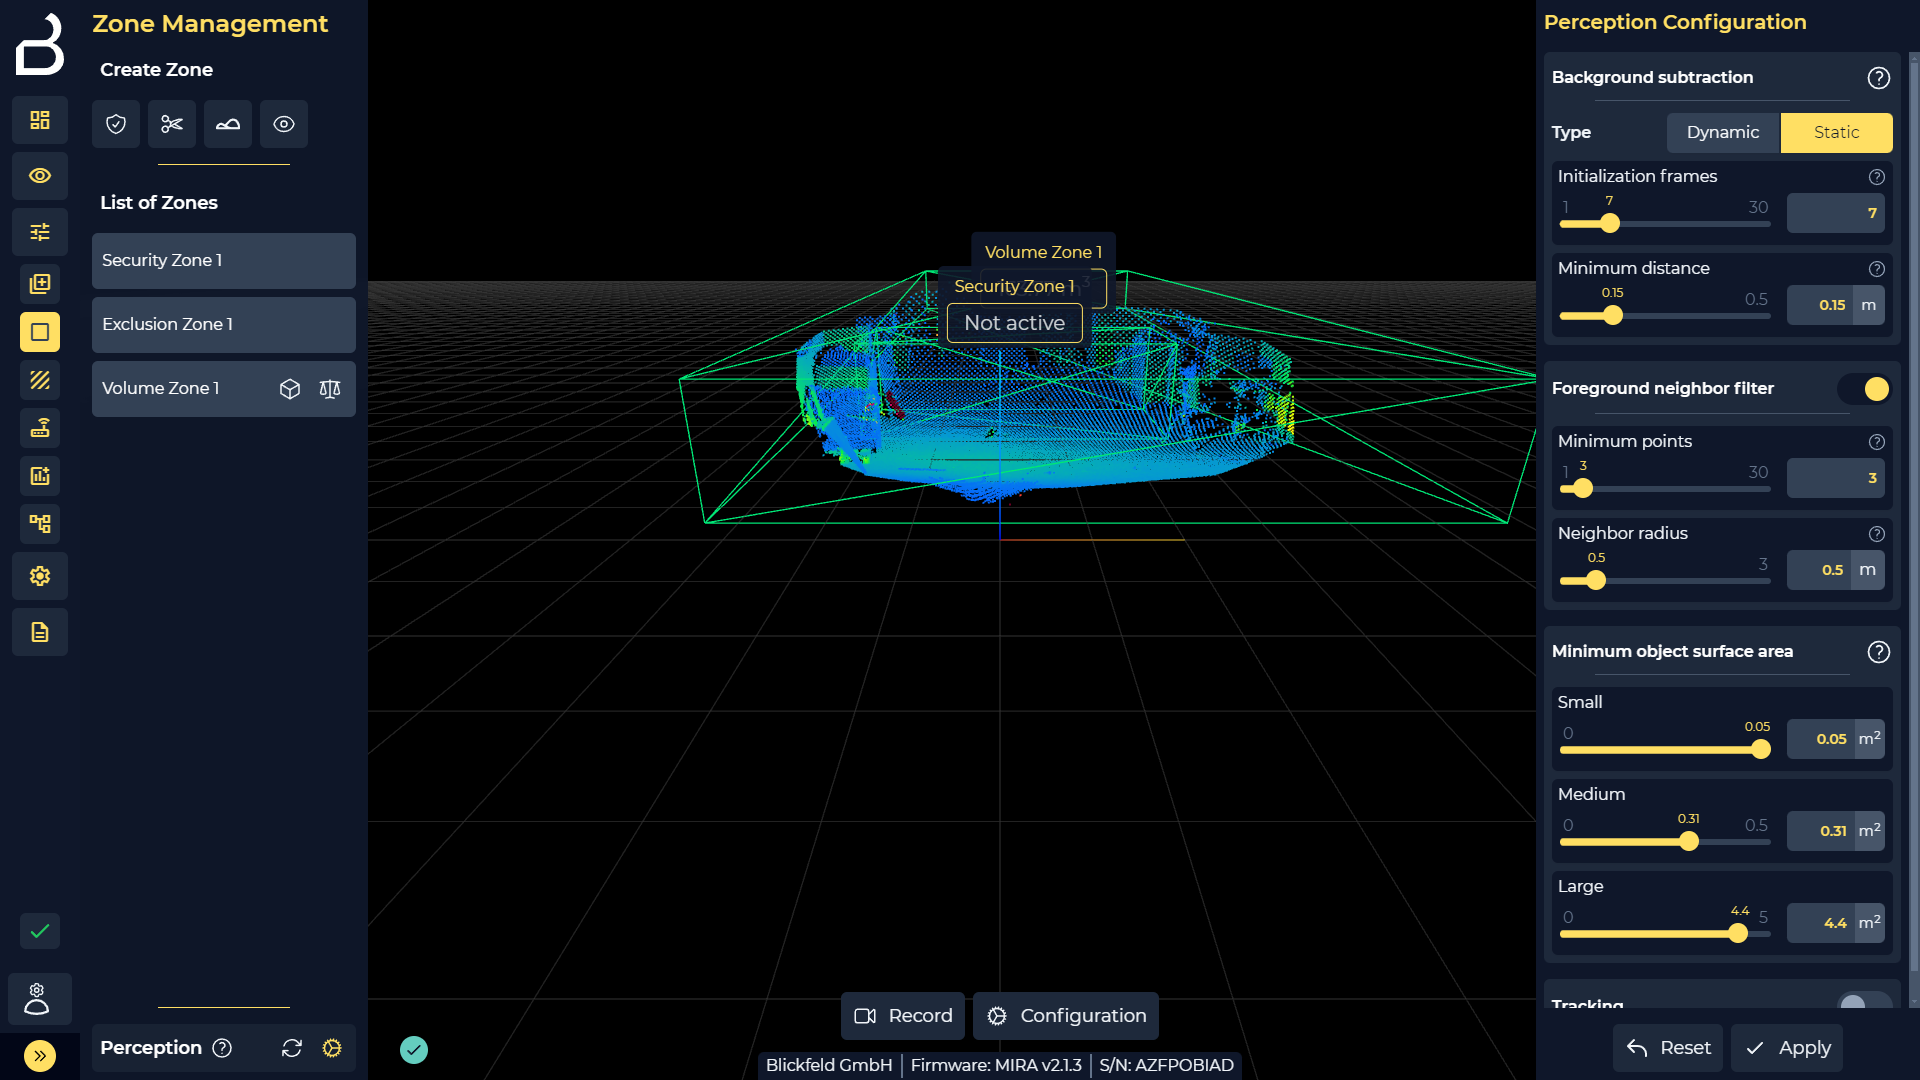 Zone Management
Create Zone
List of Zones
Security Zone 1
Exclusion Zone 1
Volume Zone 1
Perception
Volume Zone 1
Security Zone 1
Not active
Record
Configuration
Blickfeld GmbH | Firmware: MIRA v2.1.3 | S/N: AZFPOBIAD
Perception Configuration
Background subtraction
Type Dynamic Static
Initialization frames
1 7 30 7
Minimum distance
0.15 0.5 0.15 m
Foreground neighbor filter
Minimum points
1 3 30 3
Neighbor radius
0.5 3 0.5 m
Minimum object surface area
Small
0 0.05 0.05 m²
Medium
0 0.31 0.5 0.31 m²
Large
0 4.4 5 4.4 m²
Tracking
Reset Apply